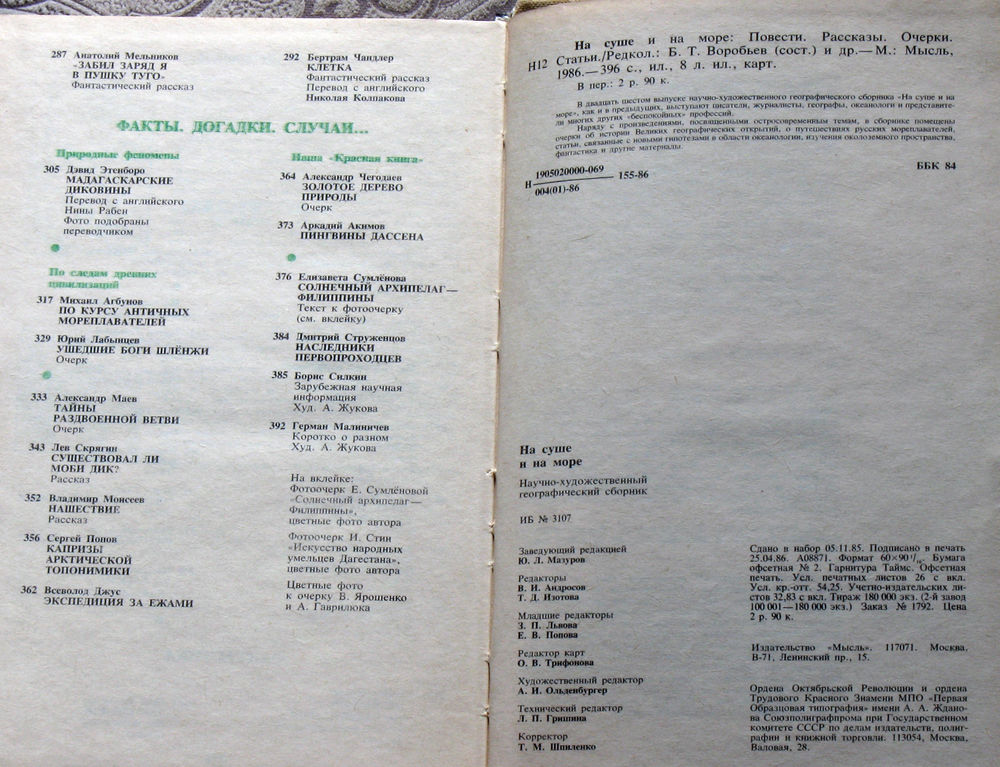 287 Анатолий Мельников
«ЗАБИЛ ЗАРЯД Я
В ПУШКУ ТУГО»
Фантастический рассказ
292 Бертрам Чандлер
КЛЕТКА
Фантастический рассказ
Перевод с английского
Николая Колпакова
ФАКТЫ. ДОГАДКИ. СЛУЧАИ...
Природные феномены
305 Дэвид Этенборо
МАДАГАСКАРСКИЕ
ДИКОВИНЫ
Перевод с английского
Нины Рабен
Фото подобраны
переводчиком
По следам древних
цивилизаций
317 Михаил Агбунов
ПО КУРСУ АНТИЧНЫХ
МОРЕПЛАВАТЕЛЕЙ
329 Юрий Лабынцев
УШЕДШИЕ БОГИ ШЛЁНЖИ
Очерк
333 Александр Маев
ТАЙНЫ
РАЗДВОЕННОЙ ВЕТВИ
Очерк
343 Лев Скрягин
СУЩЕСТВОВАЛ ЛИ
МОБИ ДИК?
Рассказ
352 Владимир Моисеев
НАШЕСТВИЕ
Рассказ
356 Сергей Попов
КАПРИЗЫ
АРКТИЧЕСКОЙ
ТОПОНИМИКИ
362 Всеволод Джус
ЭКСПЕДИЦИЯ ЗА ЕЖАМИ
Наша «Красная книга»
364 Александр Чегодаев
ЗОЛОТОЕ ДЕРЕВО
ПРИРОДЫ
Очерк
373 Аркадий Акимов
ПИНГВИНЫ ДАССЕНА
376 Елизавета Сумлёнова
СОЛНЕЧНЫЙ АРХИПЕЛАГ—
ФИЛИППИНЫ
Текст к фотоочерку
(см. вклейку)
384 Дмитрий Струженцов
НАСЛЕДНИКИ
ПЕРВОПРОХОДЦЕВ
385 Борис Силкин
Зарубежная научная
информация
Худ. А. Жукова
392 Герман Малиничев
Коротко о разном
Худ. А. Жукова
На вклейке:
Фотоочерк Е. Сумлёновой
«Солнечный архипелаг—
Филиппины»,
цветные фото автора
Фотоочерк И. Стин
«Искусство народных
умельцев Дагестана»,
цветные фото автора
Цветные фото
к очерку В. Ярошенко
и А. Гаврилюка
На суше и на море: Повести. Рассказы. Очерки.
Н12 Статьи./Редкол.: Б. Т. Воробьев (сост.) и др.—М.: Мысль,
1986.—396 с., ил., 8 л. ил., карт.
В пер.: 2 р. 90 к.
В двадцать шестом выпуске научно-художественного географического сборника «На суше и на
море», как и в предыдущих, выступают писатели, журналисты, географы, океанологи и представите-
ли многих других «беспокойных» профессий.
Наряду с произведениями, посвященными остросовременным темам, в сборнике помещены
очерки об истории Великих географических открытий, о путешествиях русских мореплавателей,
статьи, связанные с новыми гипотезами в области океанологии, изучения околоземного пространства,
фантастика и другие материалы.
Н 1905020000-069
004(01)-86 155-86
ББК 84
На суше
и на море
Научно-художественный
географический сборник
ИБ № 3107
Заведующий редакцией
Ю. Л. Мазуров
Редакторы
В. И. Андросов
Т. Д. Изотова
Младшие редакторы
З. П. Львова
Е. В. Попова
Редактор карт
О. В. Трифонова
Художественный редактор
А. И. Ольденбургер
Технический редактор
Л. П. Гришина
Корректор
Т. М. Шпиленко
Сдано в набор 05.11.85. Подписано в печать
25.04.86. А08871. Формат 60×90 1/16. Бумага
офсетная № 2. Гарнитура Таймс. Офсетная
печать. Усл. печатных листов 26 с вкл.
Усл. кр.-отт. 54,25. Учетно-издательских ли-
стов 32,83 с вкл. Тираж 180 000 экз. (2-й завод
100 001—180 000 экз.) Заказ № 1792. Цена
2 р. 90 к.
Издательство «Мысль». 117071. Москва,
В-71, Ленинский пр., 15.
Ордена Октябрьской Революции и ордена
Трудового Красного Знамени МПО «Первая
Образцовая типография» имени А. А. Ждано-
ва Союзполиграфпрома при Государственном
комитете СССР по делам издательств, полиг-
рафии и книжной торговли. 113054, Москва,
Валовая, 28.